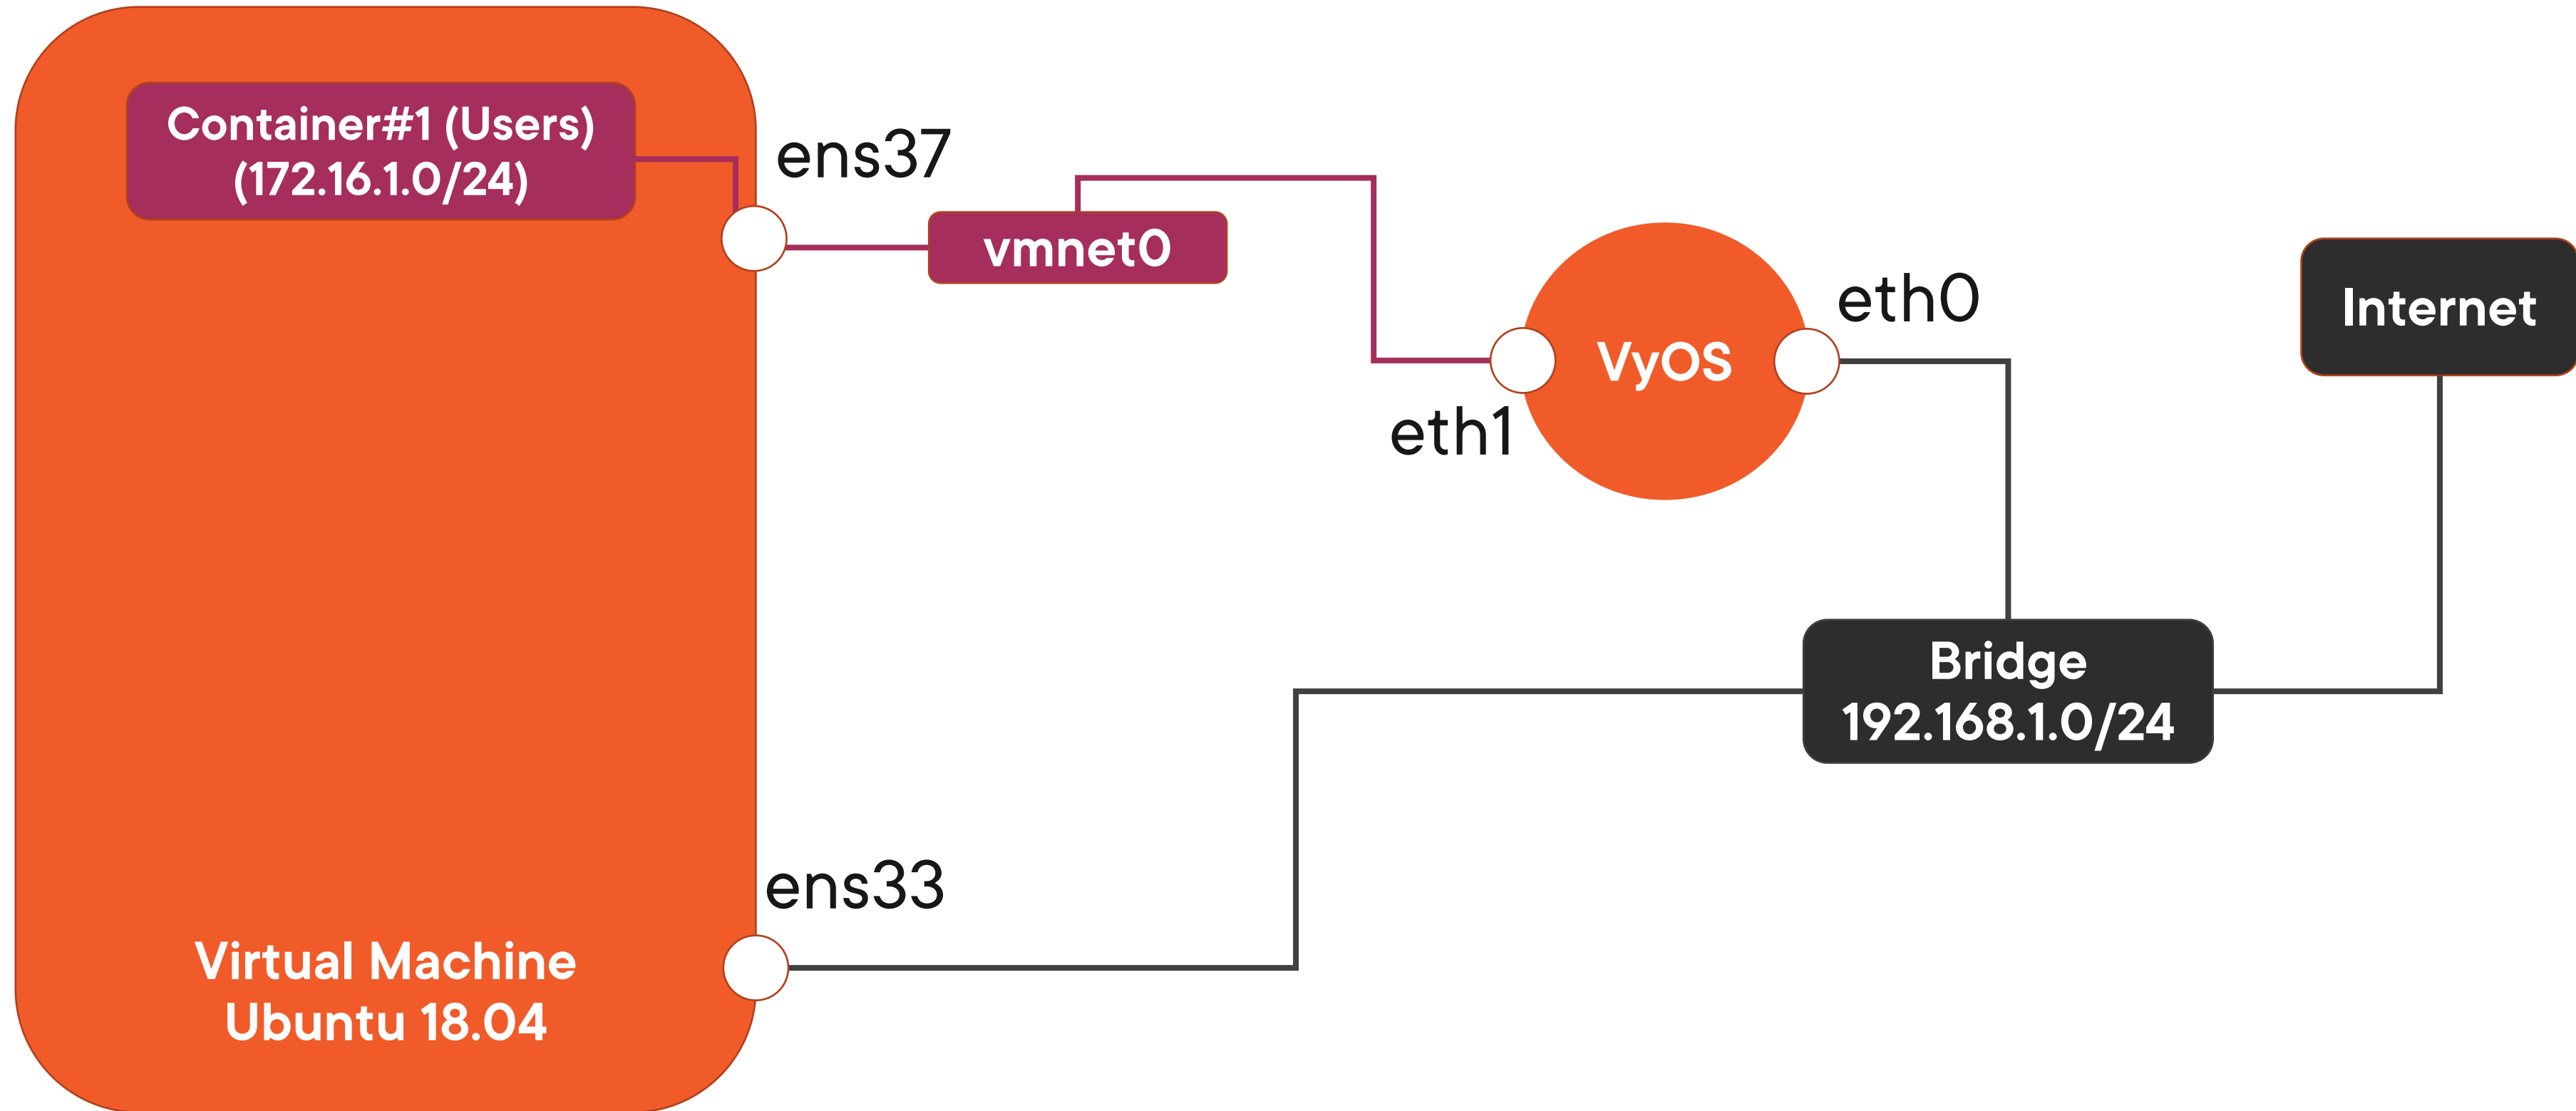 Container#1 (Users)
(172.16.1.0/24)
ens37
vmnet0
eth1
VyOS
eth0
Internet
Bridge
192.168.1.0/24
ens33
Virtual Machine
Ubuntu 18.04